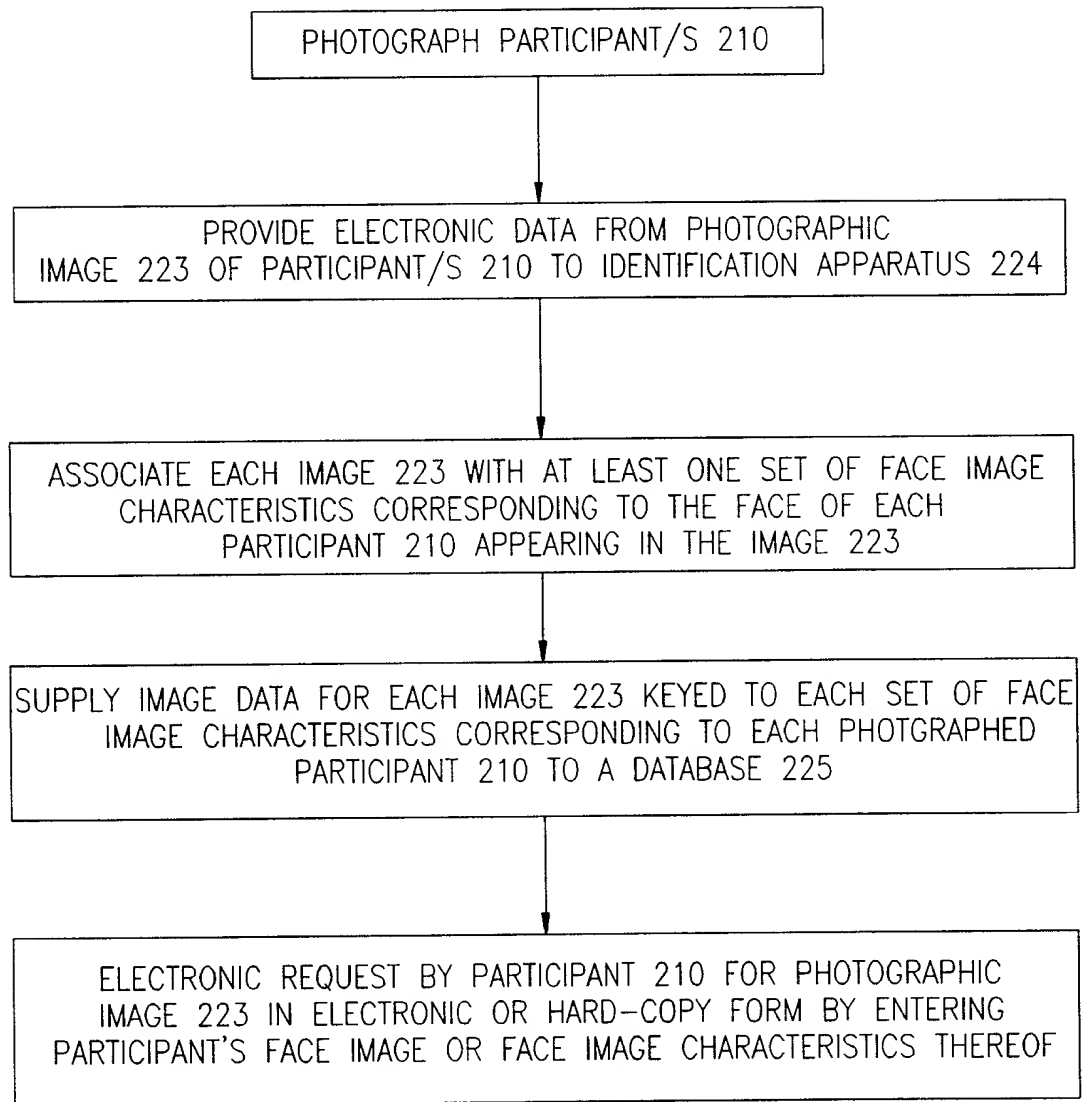 PHOTOGRAPH PARTICIPANT/S 210
PROVIDE ELECTRONIC DATA FROM PHOTOGRAPHIC
IMAGE 223 OF PARTICIPANT/S 210 TO IDENTIFICATION APPARATUS 224
ASSOCIATE EACH IMAGE 223 WITH AT LEAST ONE SET OF FACE IMAGE
CHARACTERISTICS CORRESPONDING TO THE FACE OF EACH
PARTICIPANT 210 APPEARING IN THE IMAGE 223
SUPPLY IMAGE DATA FOR EACH IMAGE 223 KEYED TO EACH SET OF FACE
IMAGE CHARACTERISTICS CORRESPONDING TO EACH PHOTGRAPHED
PARTICIPANT 210 TO A DATABASE 225
ELECTRONIC REQUEST BY PARTICIPANT 210 FOR PHOTOGRAPHIC
IMAGE 223 IN ELECTRONIC OR HARD-COPY FORM BY ENTERING
PARTICIPANT'S FACE IMAGE OR FACE IMAGE CHARACTERISTICS THEREOF